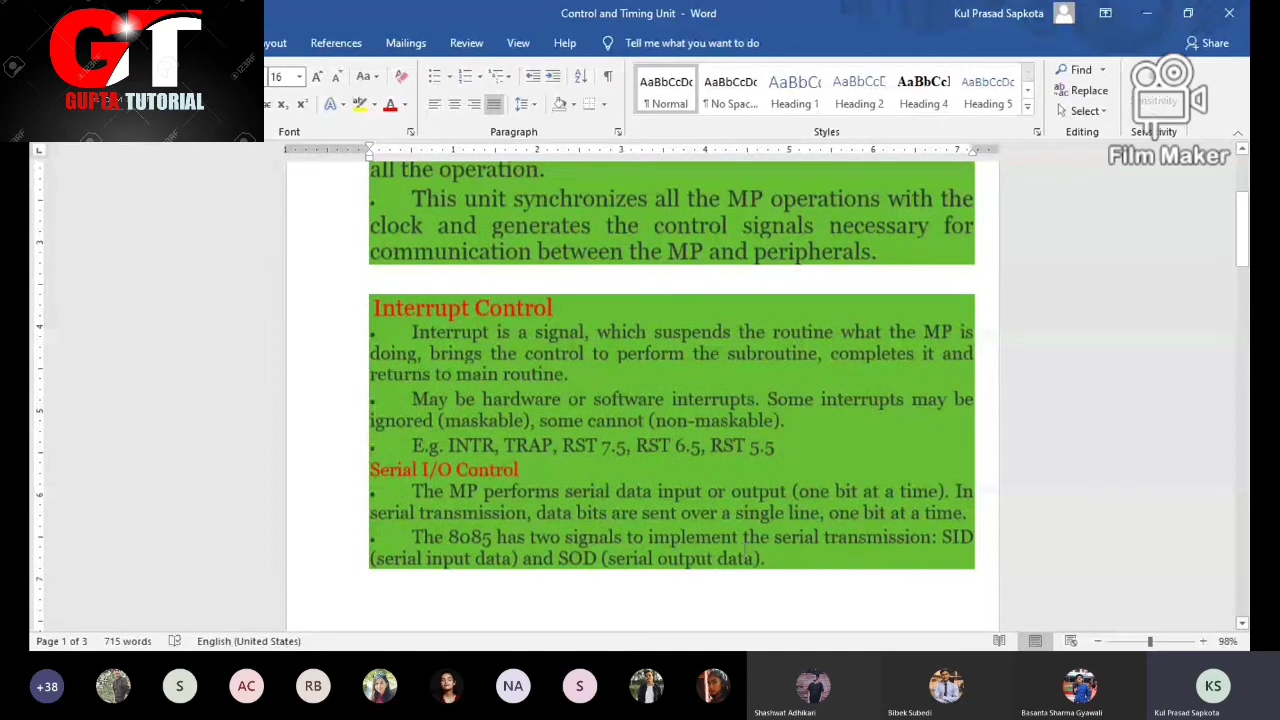 GT
GUPTA TUTORIAL
Control and Timing Unit - Word
Kul Prasad Sapkota
References Mailings Review View Help Tell me what you want to do Share
16 Aa
Font
Paragraph
AaBbCcDc AaBbCcDc AaBbC AaBbCcD AaBbCcI AaBbCcDc
¶ Normal ¶ No Spac... Heading 1 Heading 2 Heading 4 Heading 5
Styles
Find
Replace
Select
Editing
Sensitivity
Sensitivity
Film Maker
all the operation.
• This unit synchronizes all the MP operations with the
clock and generates the control signals necessary for
communication between the MP and peripherals.
Interrupt Control
• Interrupt is a signal, which suspends the routine what the MP is
doing, brings the control to perform the subroutine, completes it and
returns to main routine.
• May be hardware or software interrupts. Some interrupts may be
ignored (maskable), some cannot (non-maskable).
• E.g. INTR, TRAP, RST 7.5, RST 6.5, RST 5.5
Serial I/O Control
• The MP performs serial data input or output (one bit at a time). In
serial transmission, data bits are sent over a single line, one bit at a time.
• The 8085 has two signals to implement the serial transmission: SID
(serial input data) and SOD (serial output data).
Page 1 of 3 715 words English (United States) 98%
+38 S AC RB NA S KS
Shashwat Adhikari Bibek Subedi Basanta Sharma Gyawali Kul Prasad Sapkota